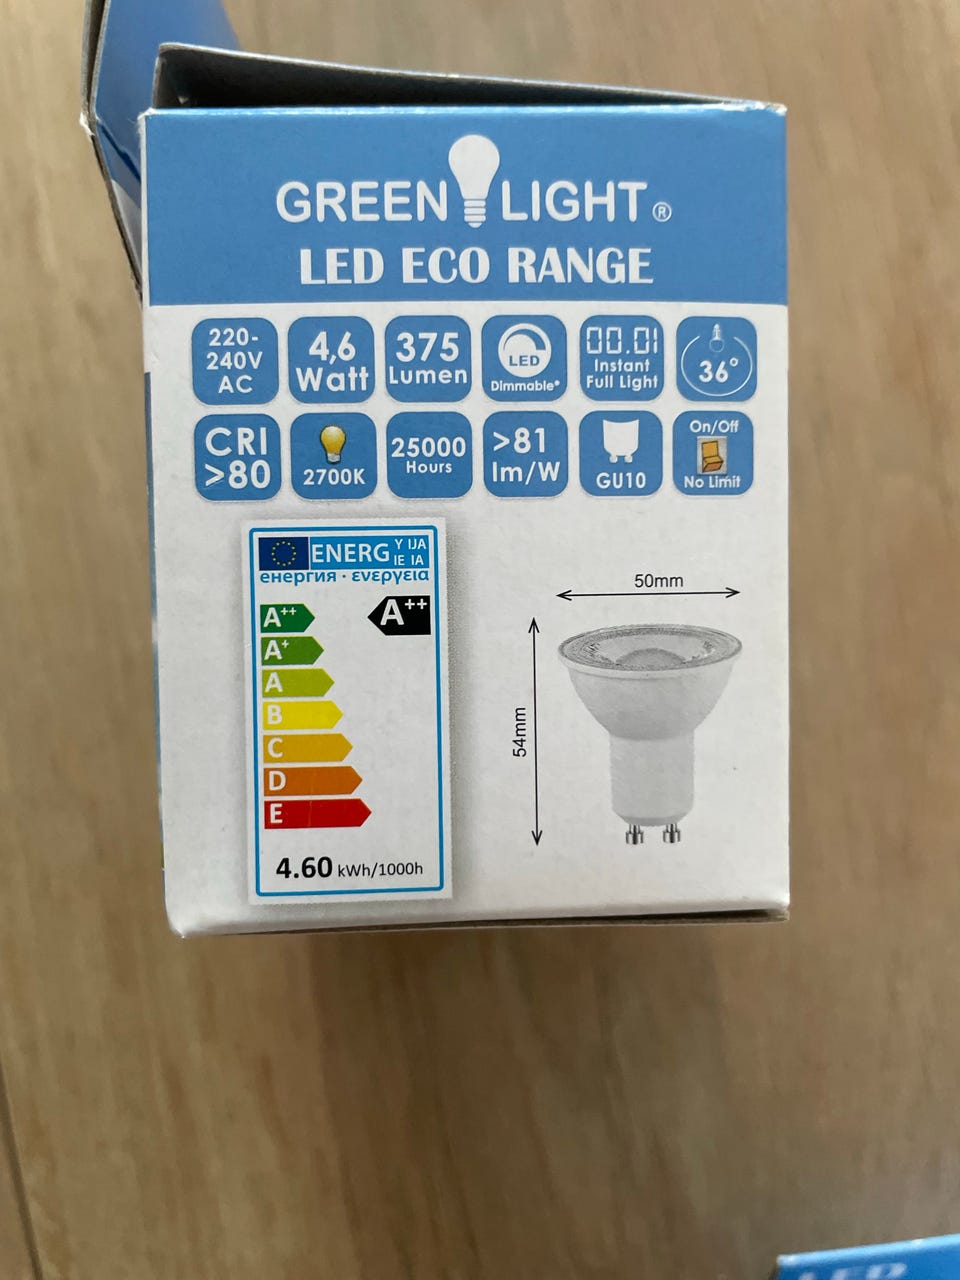 GREEN LIGHT ®
LED ECO RANGE
220-
240V
AC
4,6
Watt
375
Lumen
LED
Dimmable*
00.01
Instant
Full Light
36°
CRI
>80
2700K
25000
Hours
>81
lm/W
GU10
On/Off
No Limit
ENERG Y IJA
IE IA
енергия · ενεργεια
A++
A++
A+
A
B
C
D
E
4.60 kWh/1000h
50mm
54mm
LED